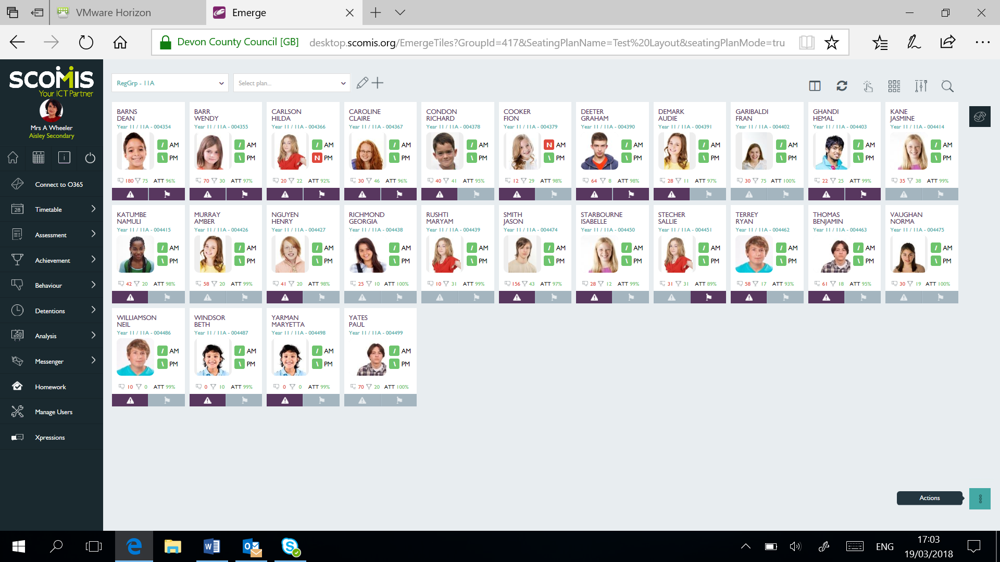 VMware Horizon
Emerge
Devon County Council [GB] desktop.scomis.org/EmergeTiles?GroupId=417&SeatingPlanName=Test%20Layout&seatingPlanMode=tru
SCOMIS
Your ICT Partner
Mrs A Wheeler
Aisley Secondary
Connect to O365
28 Timetable
Assessment
Achievement
Behaviour
Detentions
Analysis
Messenger
Homework
Manage Users
Xpressions
RegGrp - 11A
Select plan...
BARNS
DEAN
Year 11 / 11A - 004354
/ AM
\ PM
180 75 ATT 96%
BARR
WENDY
Year 11 / 11A - 004355
/ AM
\ PM
70 30 ATT 97%
CARLSON
HILDA
Year 11 / 11A - 004366
/ AM
N PM
20 22 ATT 92%
CAROLINE
CLAIRE
Year 11 / 11A - 004367
/ AM
\ PM
30 46 ATT 96%
CONDON
RICHARD
Year 11 / 11A - 004378
/ AM
\ PM
40 41 ATT 95%
COOKER
FION
Year 11 / 11A - 004379
N AM
\ PM
12 29 ATT 98%
DEETER
GRAHAM
Year 11 / 11A - 004390
/ AM
\ PM
64 8 ATT 98%
DEMARK
AUDIE
Year 11 / 11A - 004391
/ AM
\ PM
28 11 ATT 97%
GARIBALDI
FRAN
Year 11 / 11A - 004402
/ AM
\ PM
30 75 ATT 100%
GHANDI
HEMAL
Year 11 / 11A - 004403
/ AM
\ PM
22 25 ATT 99%
KANE
JASMINE
Year 11 / 11A - 004414
/ AM
\ PM
35 38 ATT 99%
KATUMBE
NAMULI
Year 11 / 11A - 004415
/ AM
\ PM
42 20 ATT 98%
MURRAY
AMBER
Year 11 / 11A - 004426
/ AM
\ PM
58 20 ATT 99%
NGUYEN
HENRY
Year 11 / 11A - 004427
/ AM
\ PM
41 20 ATT 98%
RICHMOND
GEORGIA
Year 11 / 11A - 004438
/ AM
\ PM
25 10 ATT 100%
RUSHTI
MARYAM
Year 11 / 11A - 004439
/ AM
\ PM
10 31 ATT 99%
SMITH
JASON
Year 11 / 11A - 004474
/ AM
\ PM
156 43 ATT 97%
STARBOURNE
ISABELLE
Year 11 / 11A - 004450
/ AM
\ PM
28 12 ATT 99%
STECHER
SALLIE
Year 11 / 11A - 004451
/ AM
\ PM
31 31 ATT 89%
TERREY
RYAN
Year 11 / 11A - 004462
/ AM
\ PM
58 17 ATT 93%
THOMAS
BENJAMIN
Year 11 / 11A - 004463
/ AM
\ PM
61 18 ATT 95%
VAUGHAN
NORMA
Year 11 / 11A - 004475
/ AM
\ PM
30 19 ATT 100%
WILLIAMSON
NEIL
Year 11 / 11A - 004486
/ AM
\ PM
10 0 ATT 99%
WINDSOR
BETH
Year 11 / 11A - 004487
/ AM
\ PM
0 10 ATT 99%
YARMAN
MARYETTA
Year 11 / 11A - 004498
/ AM
\ PM
0 0 ATT 99%
YATES
PAUL
Year 11 / 11A - 004499
/ AM
\ PM
70 20 ATT 100%
Actions
ENG
17:03
19/03/2018